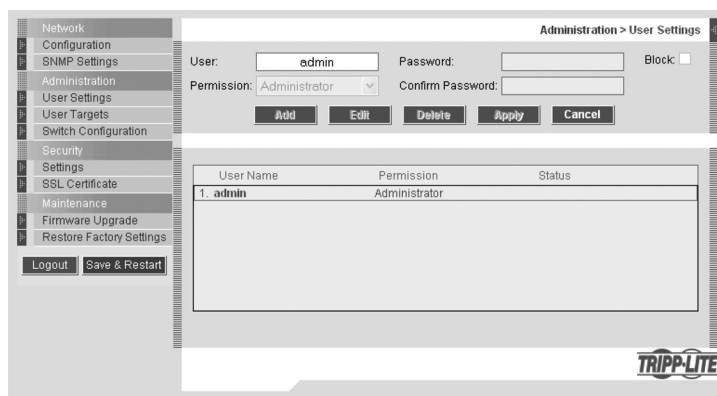 Network
Configuration
SNMP Settings
Administration
User Settings
User Targets
Switch Configuration
Security
Settings
SSL Certificate
Maintenance
Firmware Upgrade
Restore Factory Settings
Logout Save & Restart
Administration > User Settings
User: admin Password: Block:
Permission: Administrator Confirm Password:
Add Edit Delete Apply Cancel
User Name Permission Status
1. admin Administrator
TRIPP·LITE